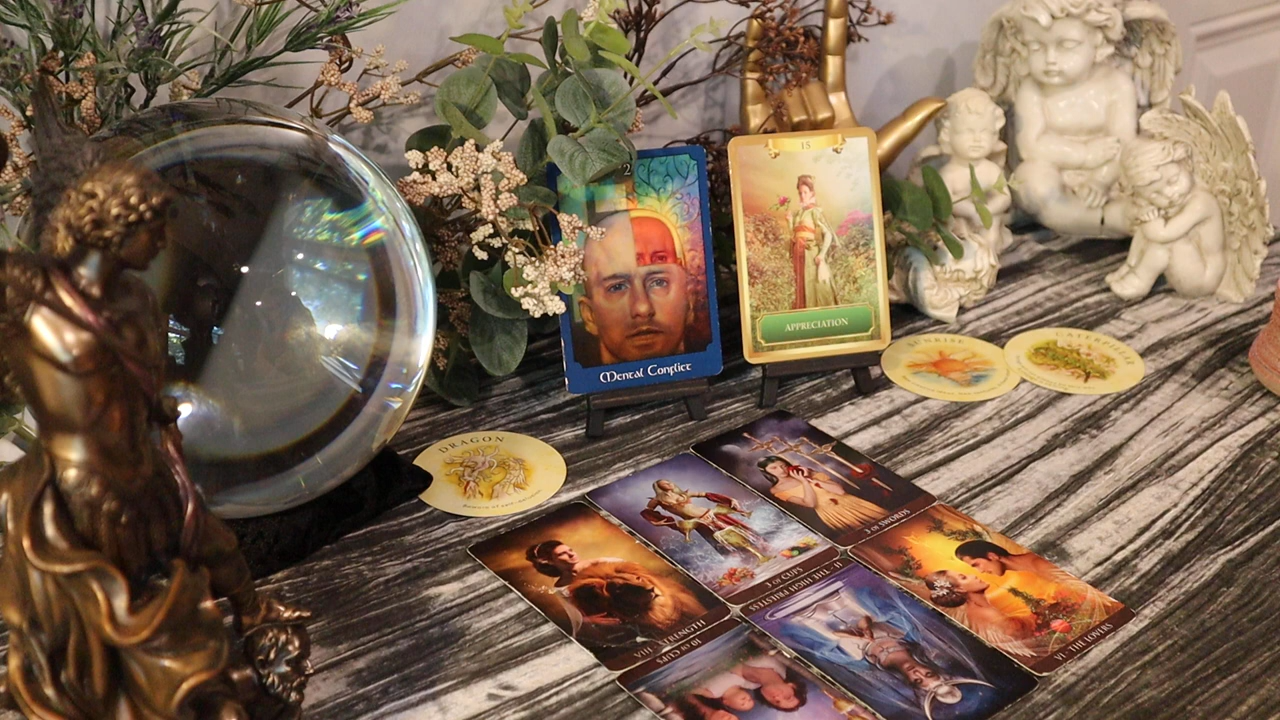 2
Mental Conflict
15
APPRECIATION
SUNRISE
CATERPILLAR
DRAGON
3 OF SWORDS
3 OF CUPS
II - THE HIGH PRIESTESS
VIII - STRENGTH
10 OF CUPS
VI - THE LOVERS